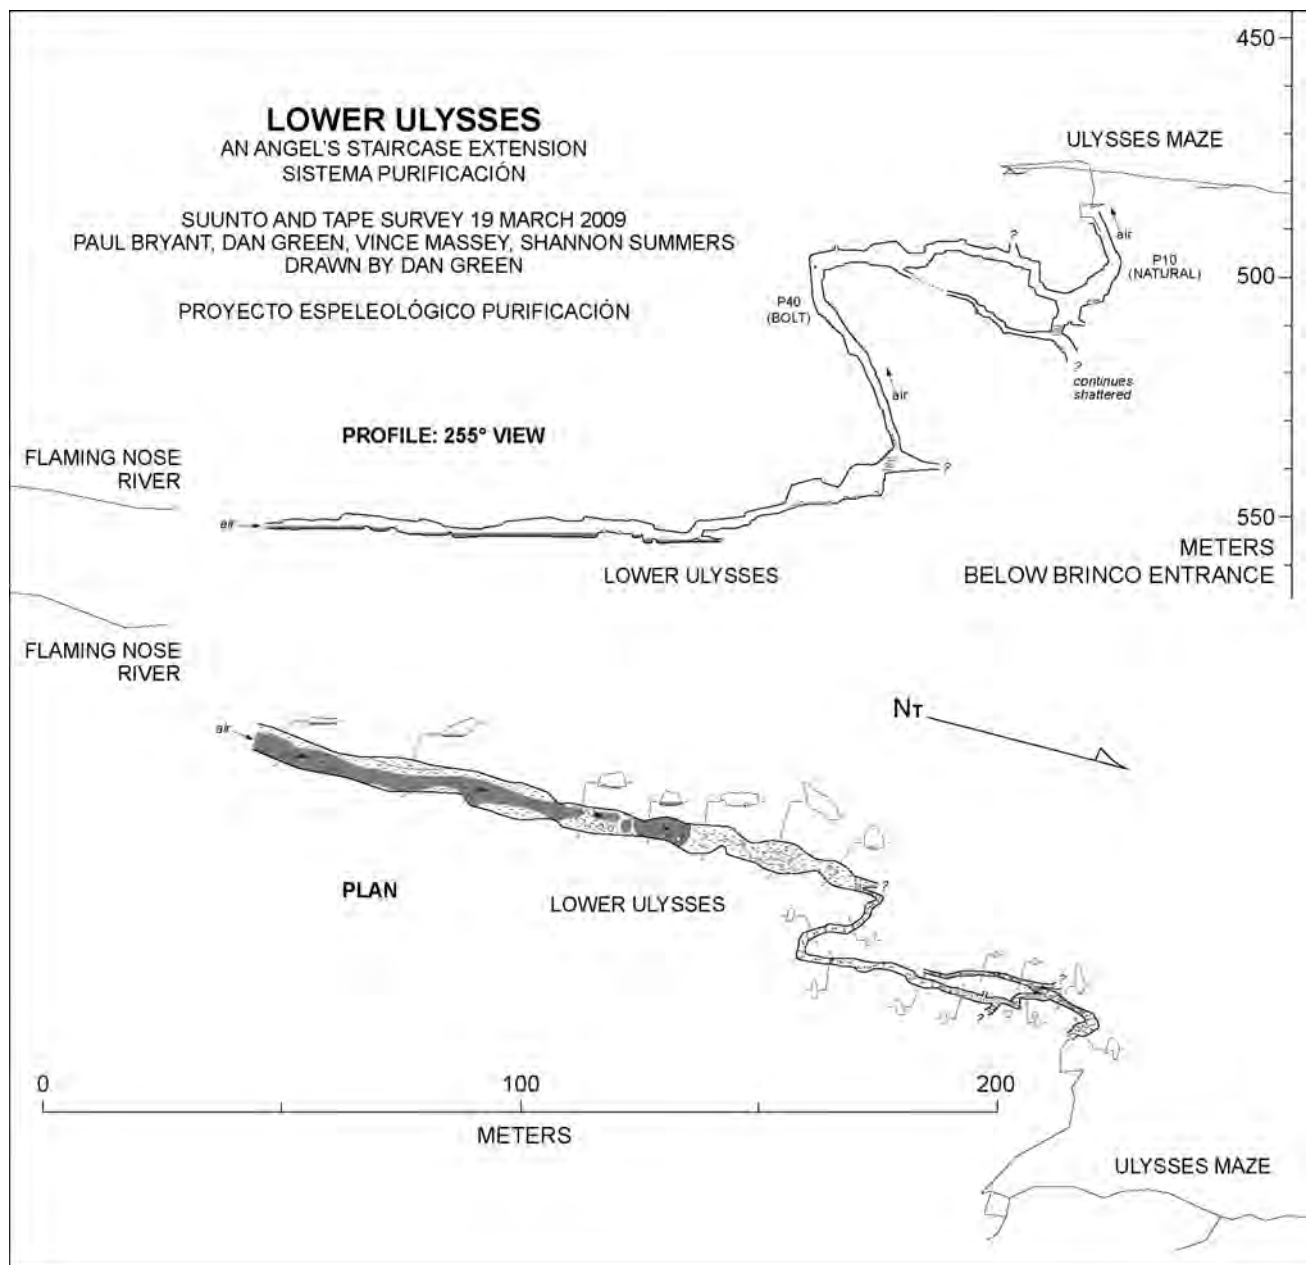 450
LOWER ULYSSES
AN ANGEL'S STAIRCASE EXTENSION
SISTEMA PURIFICACIÓN
ULYSSES MAZE
SUUNTO AND TAPE SURVEY 19 MARCH 2009
PAUL BRYANT, DAN GREEN, VINCE MASSEY, SHANNON SUMMERS
DRAWN BY DAN GREEN
PROYECTO ESPELEOLÓGICO PURIFICACIÓN
?
air
P10
(NATURAL)
500
P40
(BOLT)
?
continues
shattered
air
PROFILE: 255° VIEW
FLAMING NOSE
RIVER
?
air
550
METERS
BELOW BRINCO ENTRANCE
LOWER ULYSSES
FLAMING NOSE
RIVER
NT
air
PLAN
LOWER ULYSSES
?
?
?
0 100 200
METERS
ULYSSES MAZE